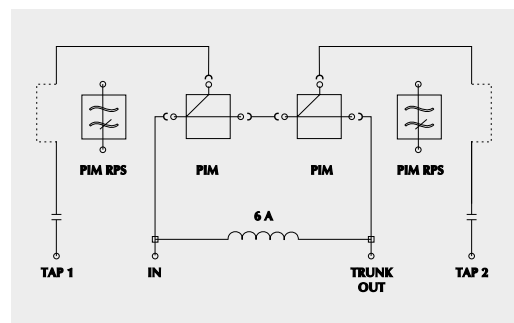 PIM RPS
PIM
PIM
PIM RPS
6 A
TAP 1
IN
TRUNK
OUT
TAP 2